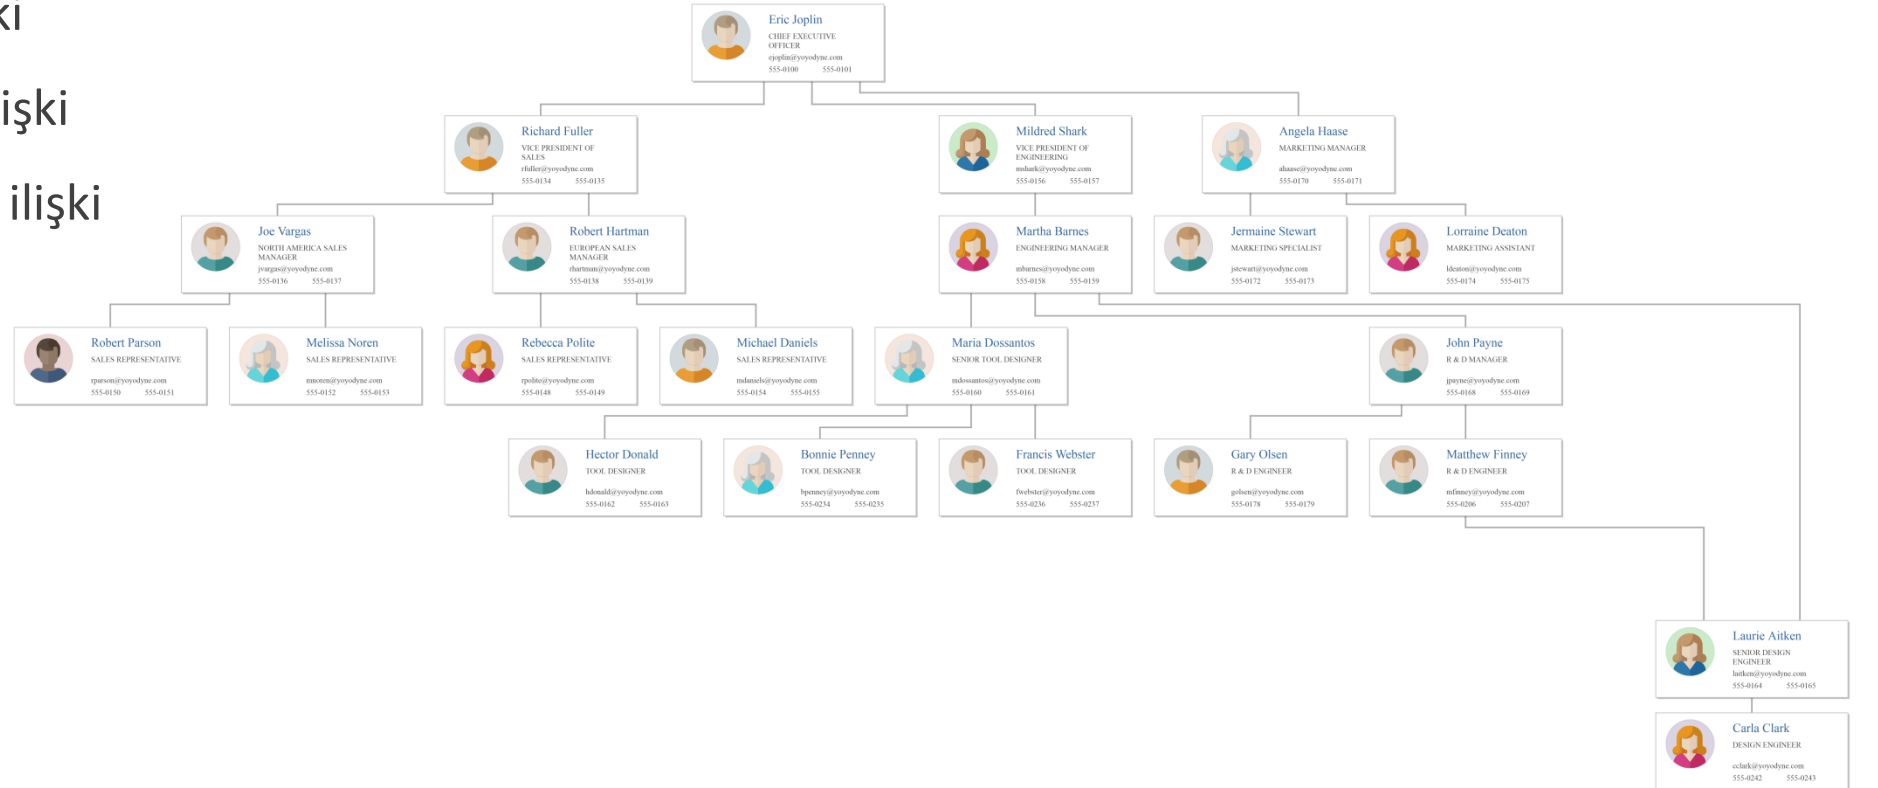 ki
işki
ilişki
Eric Joplin
CHIEF EXECUTIVE
OFFICER
ejoplin@yoyodyne.com
555-0100 555-0101
Richard Fuller
VICE PRESIDENT OF
SALES
rfuller@yoyodyne.com
555-0134 555-0135
Mildred Shark
VICE PRESIDENT OF
ENGINEERING
mshark@yoyodyne.com
555-0156 555-0157
Angela Haase
MARKETING MANAGER
ahaase@yoyodyne.com
555-0170 555-0171
Joe Vargas
NORTH AMERICA SALES
MANAGER
jvargas@yoyodyne.com
555-0136 555-0137
Robert Hartman
EUROPEAN SALES
MANAGER
rhartman@yoyodyne.com
555-0138 555-0139
Martha Barnes
ENGINEERING MANAGER
mbarnes@yoyodyne.com
555-0158 555-0159
Jermaine Stewart
MARKETING SPECIALIST
jstewart@yoyodyne.com
555-0172 555-0173
Lorraine Deaton
MARKETING ASSISTANT
ldeaton@yoyodyne.com
555-0174 555-0175
Robert Parson
SALES REPRESENTATIVE
rparson@yoyodyne.com
555-0150 555-0151
Melissa Noren
SALES REPRESENTATIVE
mnoren@yoyodyne.com
555-0152 555-0153
Rebecca Polite
SALES REPRESENTATIVE
rpolite@yoyodyne.com
555-0148 555-0149
Michael Daniels
SALES REPRESENTATIVE
mdaniels@yoyodyne.com
555-0154 555-0155
Maria Dossantos
SENIOR TOOL DESIGNER
mdossantos@yoyodyne.com
555-0160 555-0161
John Payne
R & D MANAGER
jpayne@yoyodyne.com
555-0168 555-0169
Hector Donald
TOOL DESIGNER
hdonald@yoyodyne.com
555-0162 555-0163
Bonnie Penney
TOOL DESIGNER
bpenney@yoyodyne.com
555-0234 555-0235
Francis Webster
TOOL DESIGNER
fwebster@yoyodyne.com
555-0236 555-0237
Gary Olsen
R & D ENGINEER
golsen@yoyodyne.com
555-0178 555-0179
Matthew Finney
R & D ENGINEER
mfinney@yoyodyne.com
555-0206 555-0207
Laurie Aitken
SENIOR DESIGN
ENGINEER
laitken@yoyodyne.com
555-0164 555-0165
Carla Clark
DESIGN ENGINEER
cclark@yoyodyne.com
555-0242 555-0243